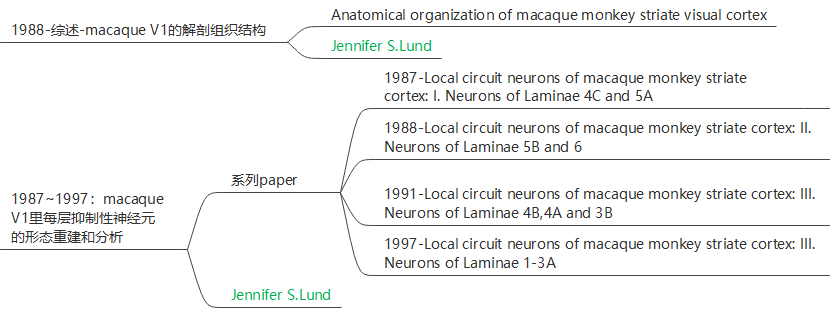 1988-综述-macaque V1的解剖组织结构
Anatomical organization of macaque monkey striate visual cortex
Jennifer S.Lund
1987~1997：macaque
V1里每层抑制性神经元
的形态重建和分析
系列paper
1987-Local circuit neurons of macaque monkey striate
cortex: I. Neurons of Laminae 4C and 5A
1988-Local circuit neurons of macaque monkey striate cortex: II.
Neurons of Laminae 5B and 6
1991-Local circuit neurons of macaque monkey striate cortex: III.
Neurons of Laminae 4B,4A and 3B
1997-Local circuit neurons of macaque monkey striate cortex: III.
Neurons of Laminae 1-3A
Jennifer S.Lund